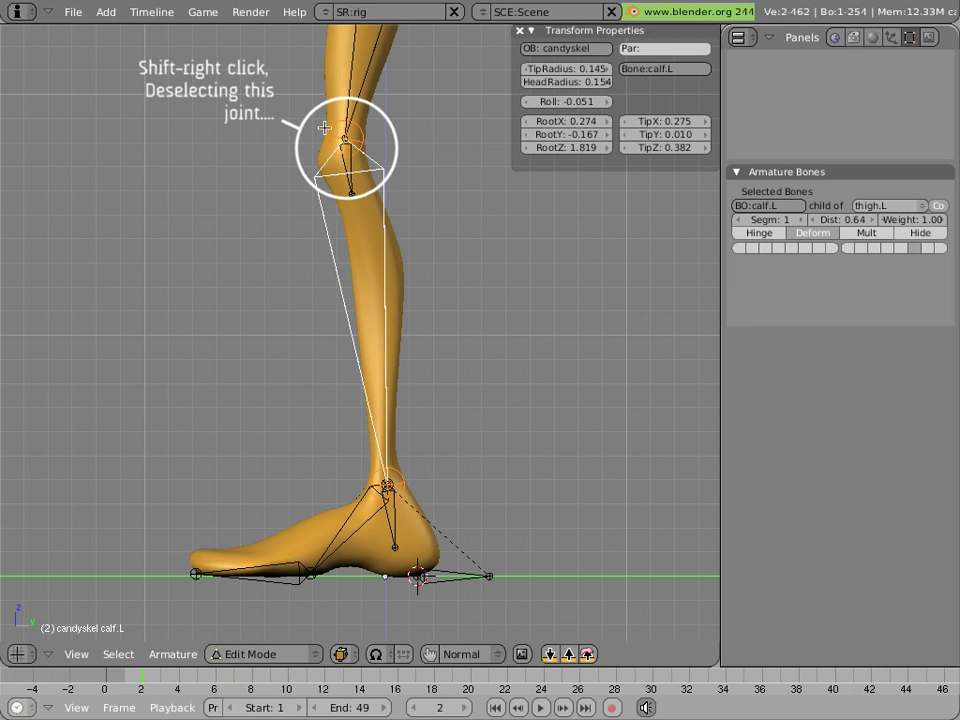 File Add Timeline Game Render Help SR:rig SCE:Scene www.blender.org 244 Ve:2-462 | Bo:1-254 | Mem:12.33M
Shift-right click,
Deselecting this
joint....
Transform Properties
OB: candyskel Par:
TipRadius: 0.145 Bone:calf.L
HeadRadius: 0.154
Roll: -0.051
RootX: 0.274 TipX: 0.275
RootY: -0.167 TipY: 0.010
RootZ: 1.819 TipZ: 0.382
Panels
Armature Bones
Selected Bones
BO:calf.L child of thigh.L Co
Segm: 1 Dist: 0.64 Weight: 1.00
Hinge Deform Mult Hide
z
y
(2) candyskel calf.L
View Select Armature Edit Mode Normal
-4 -2 0 2 4 6 8 10 12 14 16 18 20 22 24 26 28 30 32 34 36 38 40 42 44 46
View Frame Playback Pr Start: 1 End: 49 2